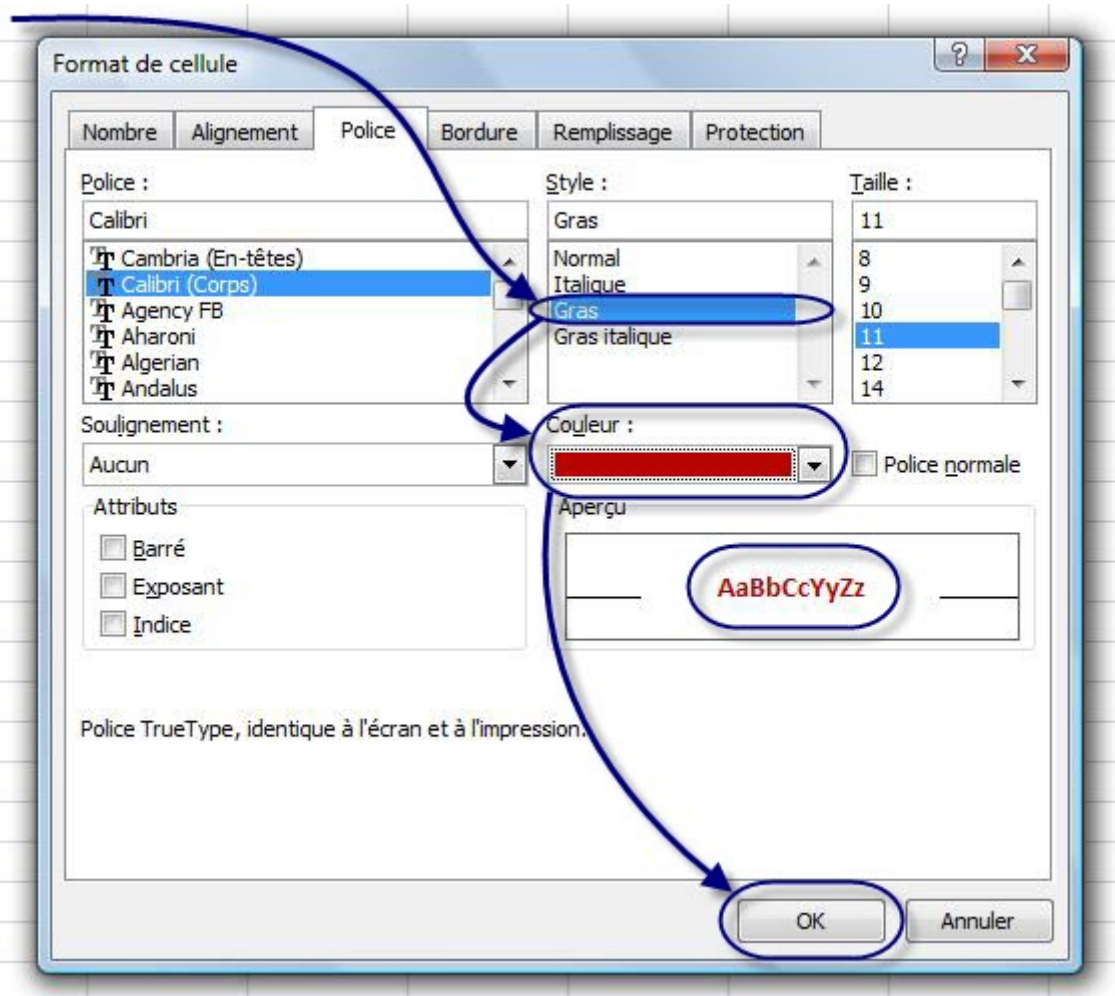 Format de cellule
?
X
Nombre Alignement Police Bordure Remplissage Protection
Police : Style : Taille :
Calibri Gras 11
Cambria (En-têtes) Normal 8
Calibri (Corps) Italique 9
Agency FB Gras 10
Aharoni Gras italique 11
Algerian 12
Andalus 14
Soulignement : Couleur :
Aucun Police normale
Attributs Aperçu
Barré
Exposant AaBbCcYyZz
Indice
Police TrueType, identique à l'écran et à l'impression.
OK Annuler